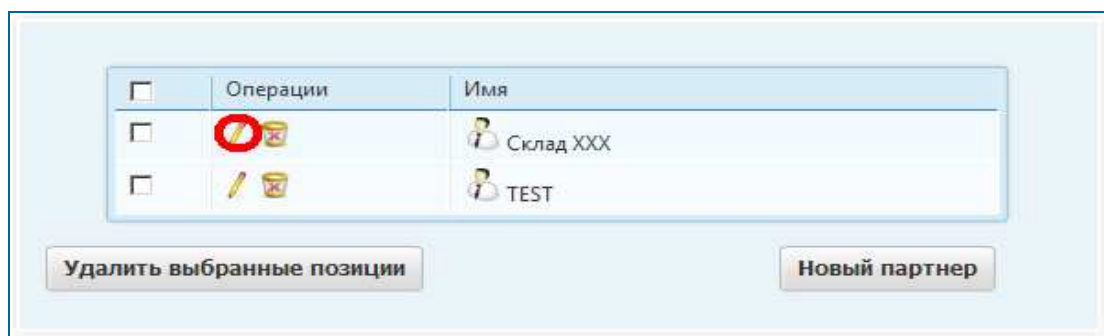 Операции Имя
Склад XXX
TEST
Удалить выбранные позиции Новый партнер